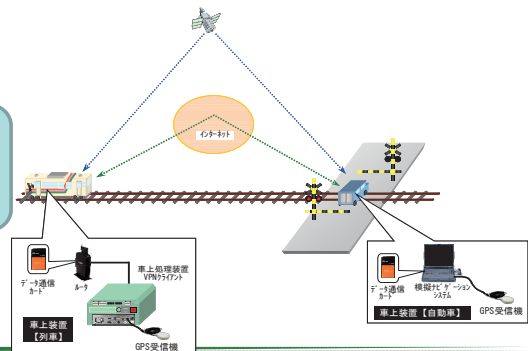 インターネット
データ通信
カード
ルータ
車上処理装置
VPNクライアント
車上装置
【列車】
GPS受信機
データ通信
カード
模擬ナビゲーション
システム
車上装置【自動車】
GPS受信機